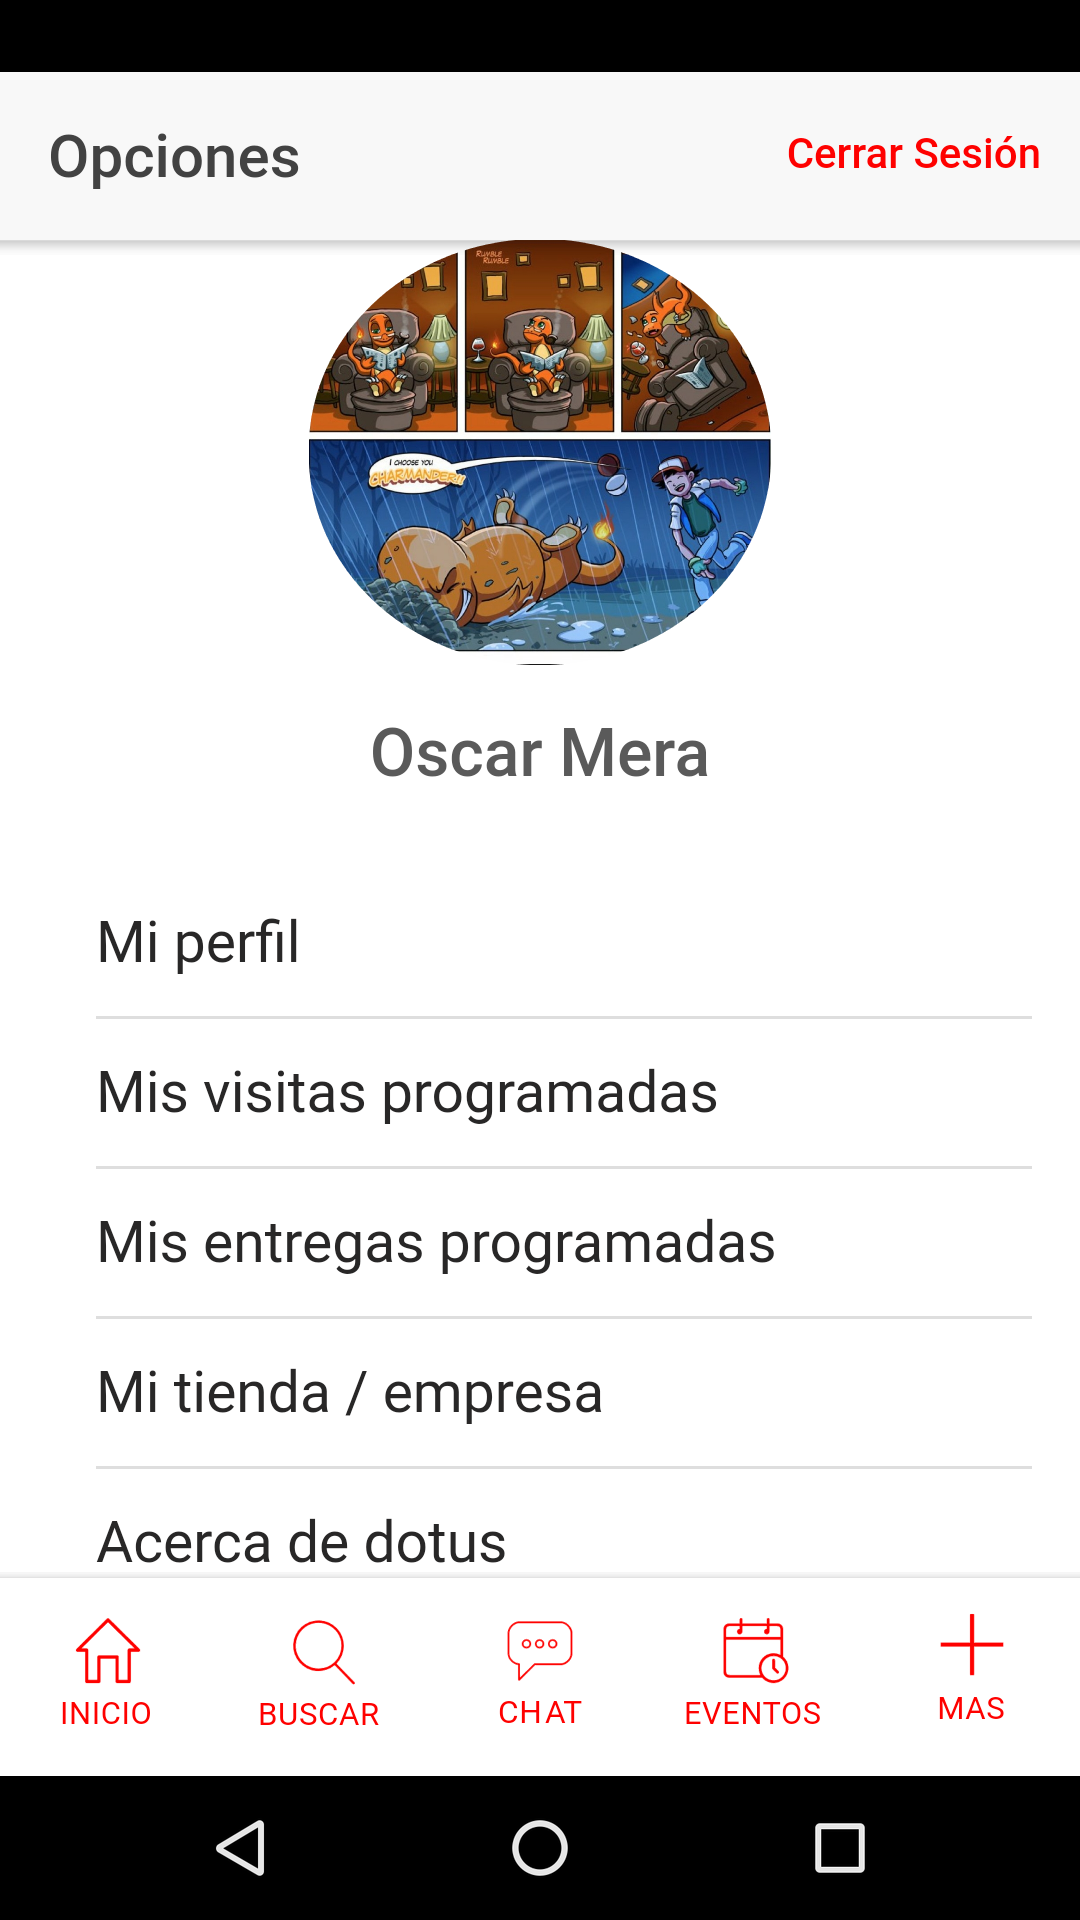 Opciones
Cerrar Sesión
RUMBLE
RUMBLE
I CHOOSE YOU
CHARMANDER!!
Oscar Mera
Mi perfil
Mis visitas programadas
Mis entregas programadas
Mi tienda / empresa
Acerca de dotus
INICIO
BUSCAR
CHAT
EVENTOS
MAS